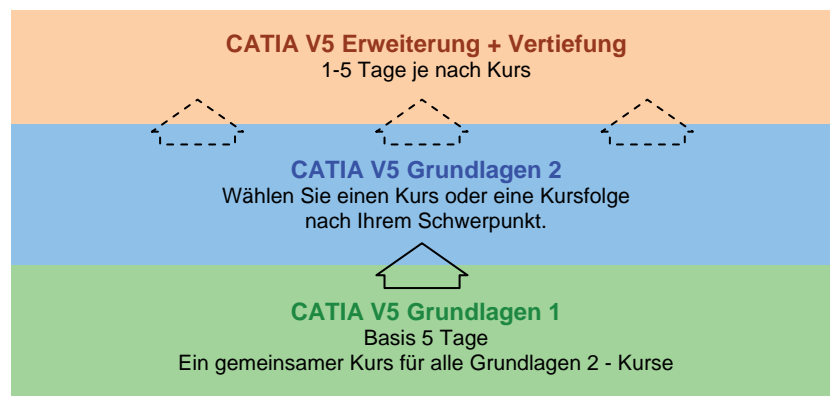 CATIA V5 Erweiterung + Vertiefung
1-5 Tage je nach Kurs
CATIA V5 Grundlagen 2
Wählen Sie einen Kurs oder eine Kursfolge
nach Ihrem Schwerpunkt.
CATIA V5 Grundlagen 1
Basis 5 Tage
Ein gemeinsamer Kurs für alle Grundlagen 2 - Kurse